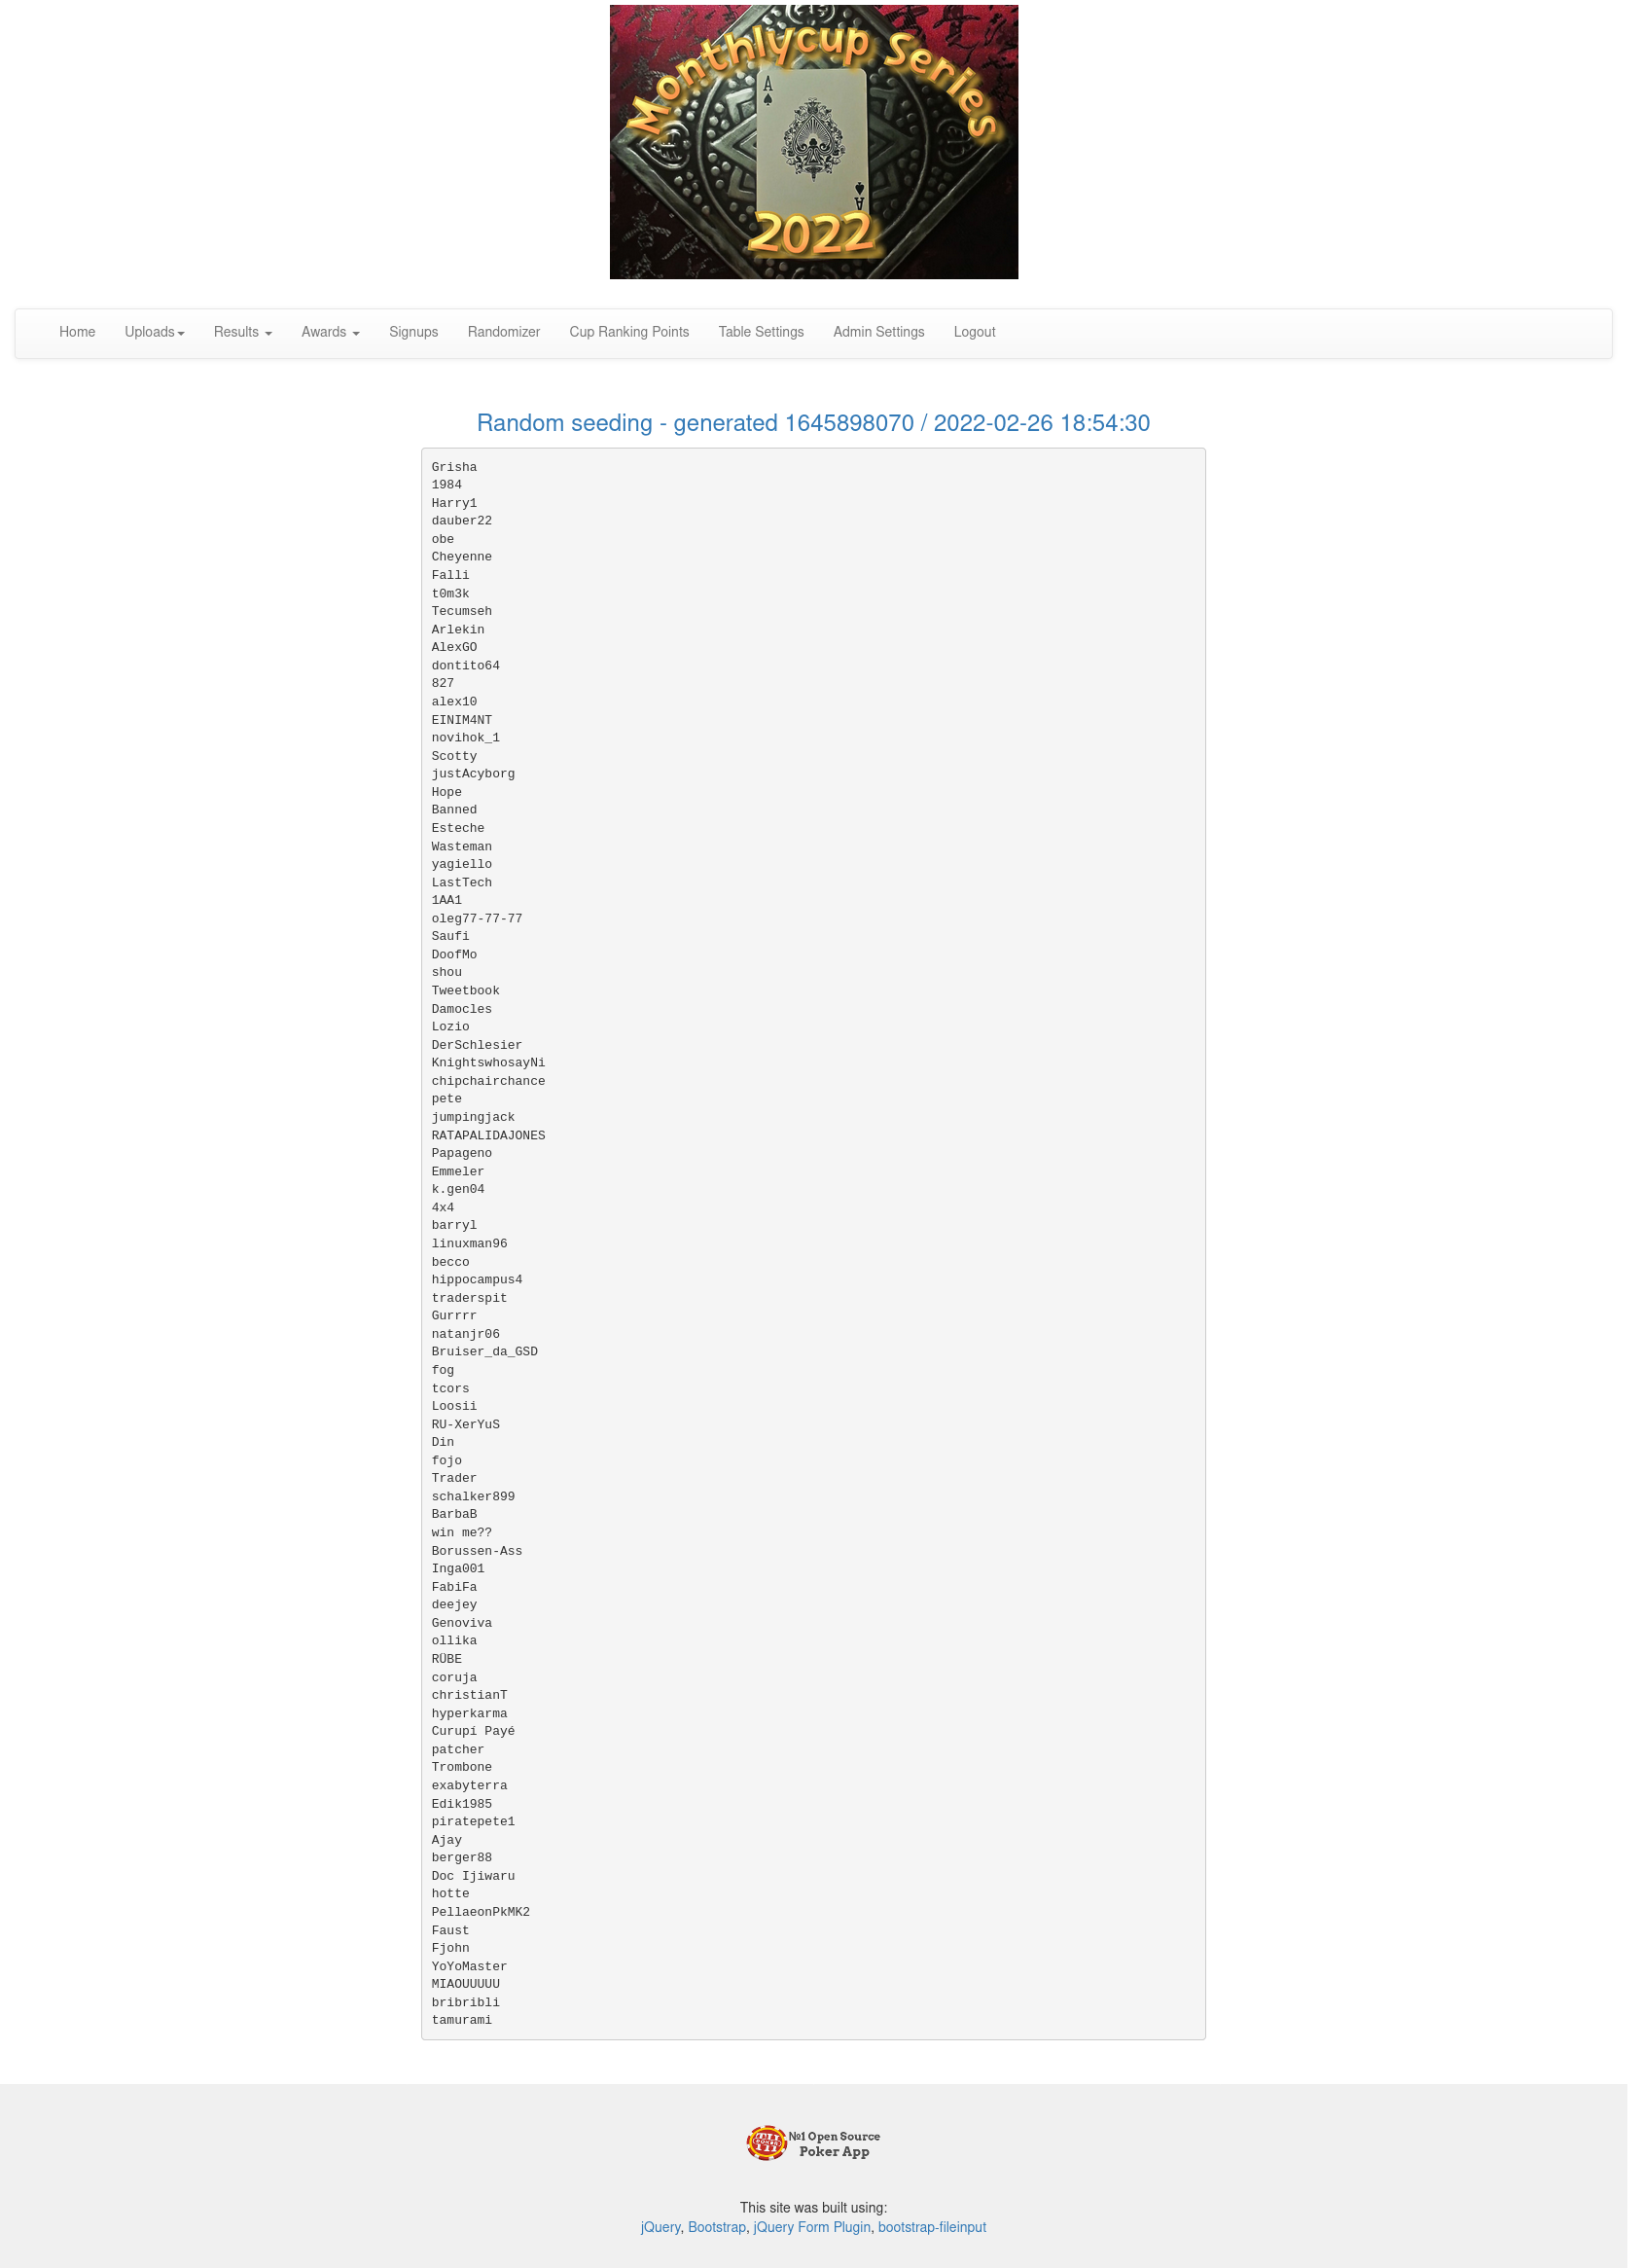 Monthlycup Series
A
A
2022
Home Uploads Results Awards Signups Randomizer Cup Ranking Points Table Settings Admin Settings Logout
Random seeding - generated 1645898070 / 2022-02-26 18:54:30
Grisha
1984
Harry1
dauber22
obe
Cheyenne
Falli
t0m3k
Tecumseh
Arlekin
AlexGO
dontito64
827
alex10
EINIM4NT
novihok_1
Scotty
justAcyborg
Hope
Banned
Esteche
Wasteman
yagiello
LastTech
1AA1
oleg77-77-77
Saufi
DoofMo
shou
Tweetbook
Damocles
Lozio
DerSchlesier
KnightswhosayNi
chipchairchance
pete
jumpingjack
RATAPALIDAJONES
Papageno
Emmeler
k.gen04
4x4
barryl
linuxman96
becco
hippocampus4
traderspit
Gurrrr
natanjr06
Bruiser_da_GSD
fog
tcors
Loosii
RU-XerYuS
Din
fojo
Trader
schalker899
BarbaB
win me??
Borussen-Ass
Inga001
FabiFa
deejey
Genoviva
ollika
RÜBE
coruja
christianT
hyperkarma
Curupí Payé
patcher
Trombone
exabyterra
Edik1985
piratepete1
Ajay
berger88
Doc Ijiwaru
hotte
PellaeonPkMK2
Faust
Fjohn
YoYoMaster
MIAOUUUUU
bribribli
tamurami
№1 Open Source
Poker App
This site was built using:
jQuery, Bootstrap, jQuery Form Plugin, bootstrap-fileinput